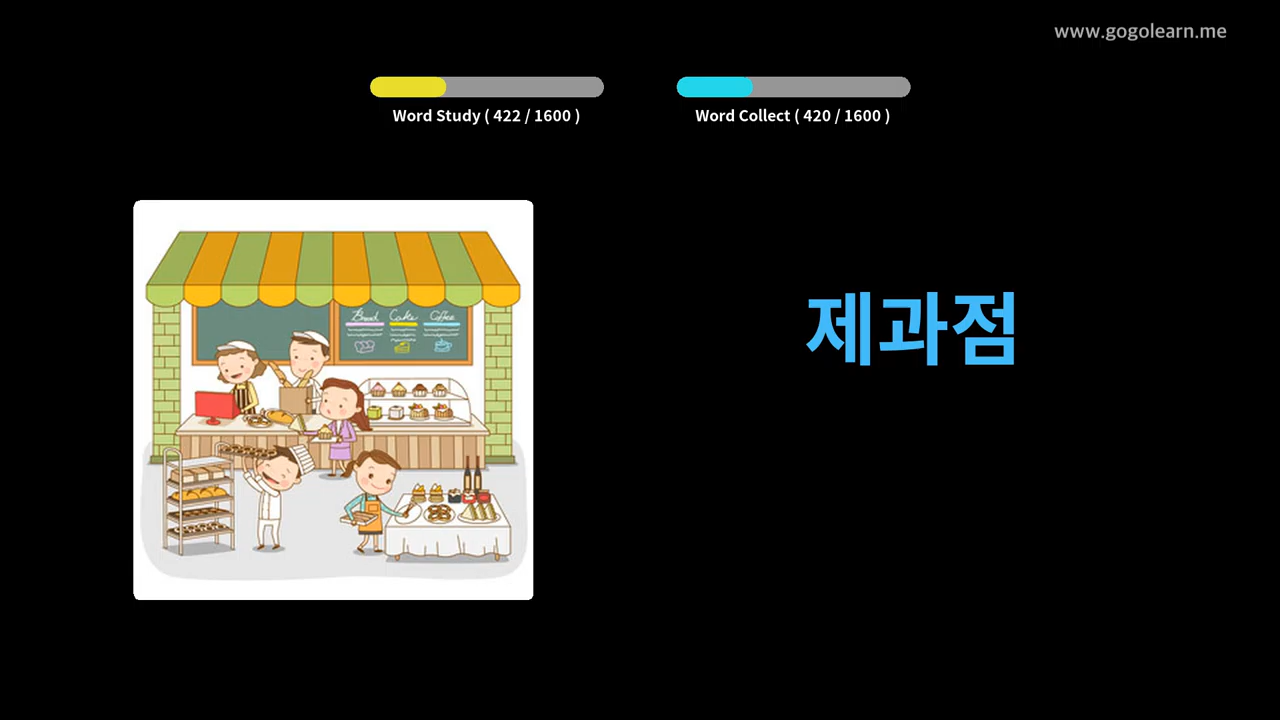 www.gogolearn.me
Word Study ( 422 / 1600 )
Word Collect ( 420 / 1600 )
Bread Cake Coffee
제과점